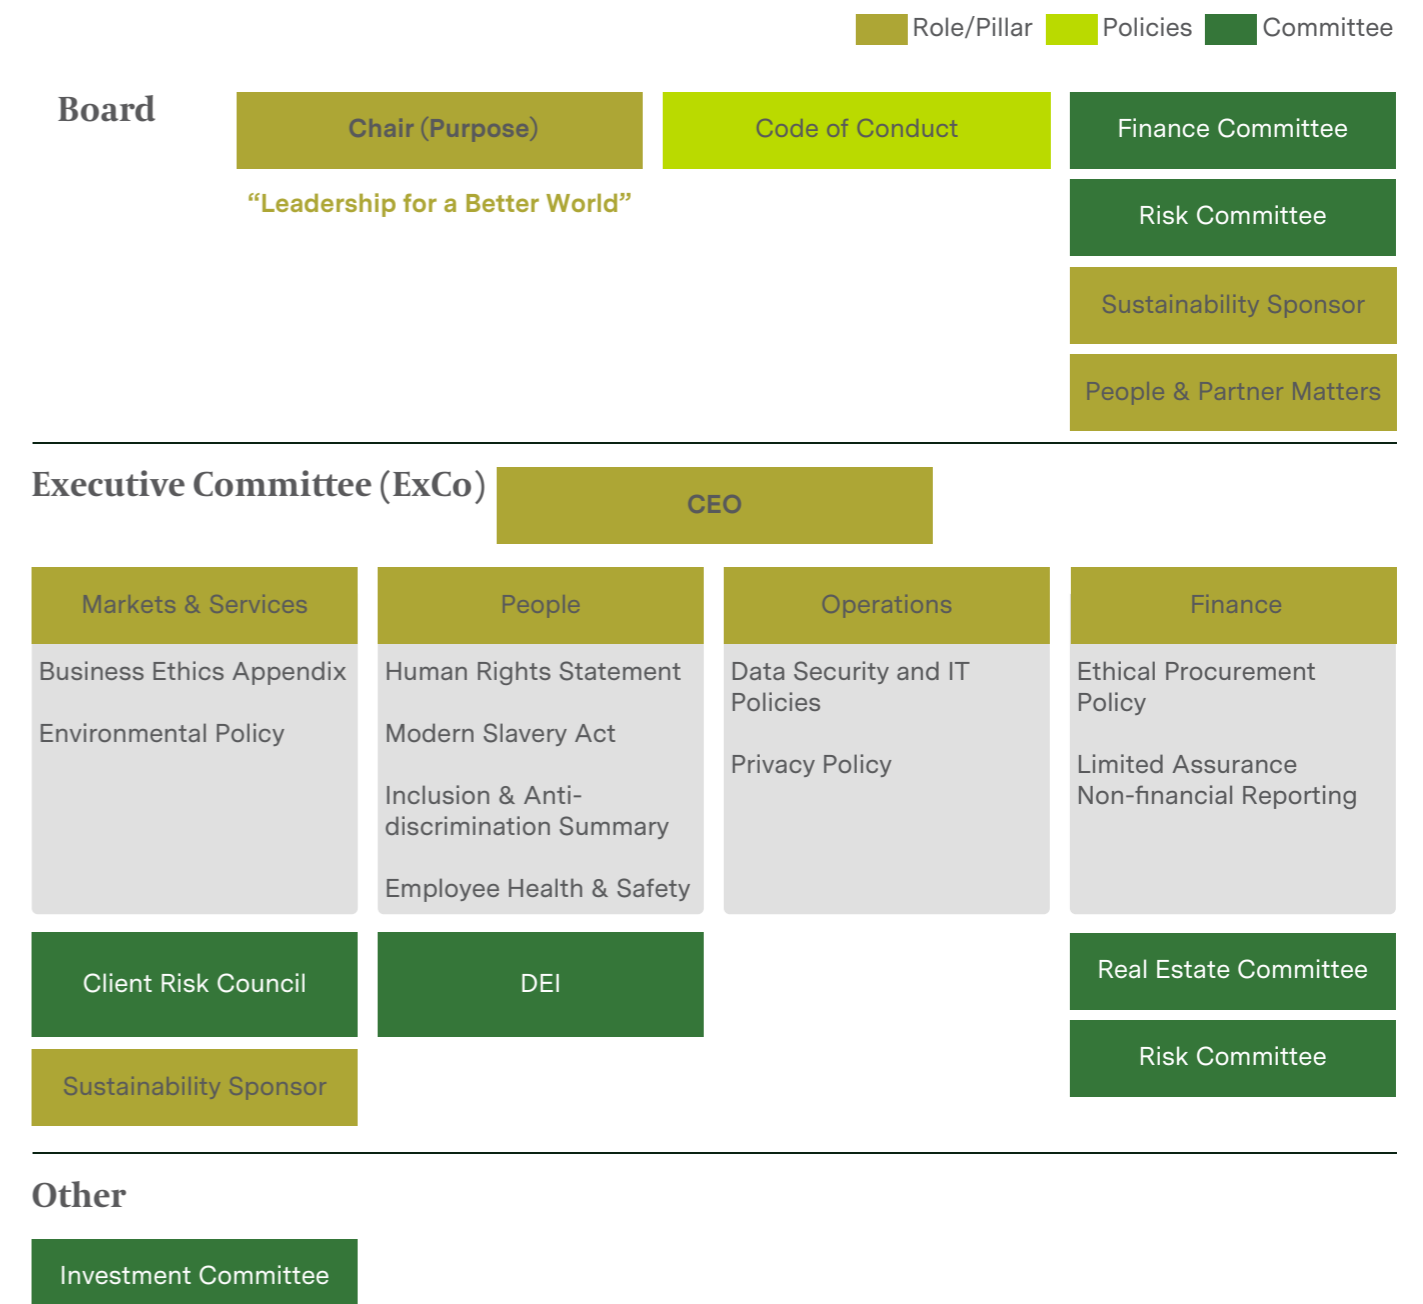 Role/Pillar Policies Committee
Board
Chair (Purpose)
Code of Conduct
Finance Committee
"Leadership for a Better World"
Risk Committee
Sustainability Sponsor
People & Partner Matters
Executive Committee (ExCo)
CEO
Markets & Services
Business Ethics Appendix
Environmental Policy
People
Human Rights Statement
Modern Slavery Act
Inclusion & Anti-
discrimination Summary
Employee Health & Safety
Operations
Data Security and IT
Policies
Privacy Policy
Finance
Ethical Procurement
Policy
Limited Assurance
Non-financial Reporting
Client Risk Council
Sustainability Sponsor
DEI
Real Estate Committee
Risk Committee
Other
Investment Committee